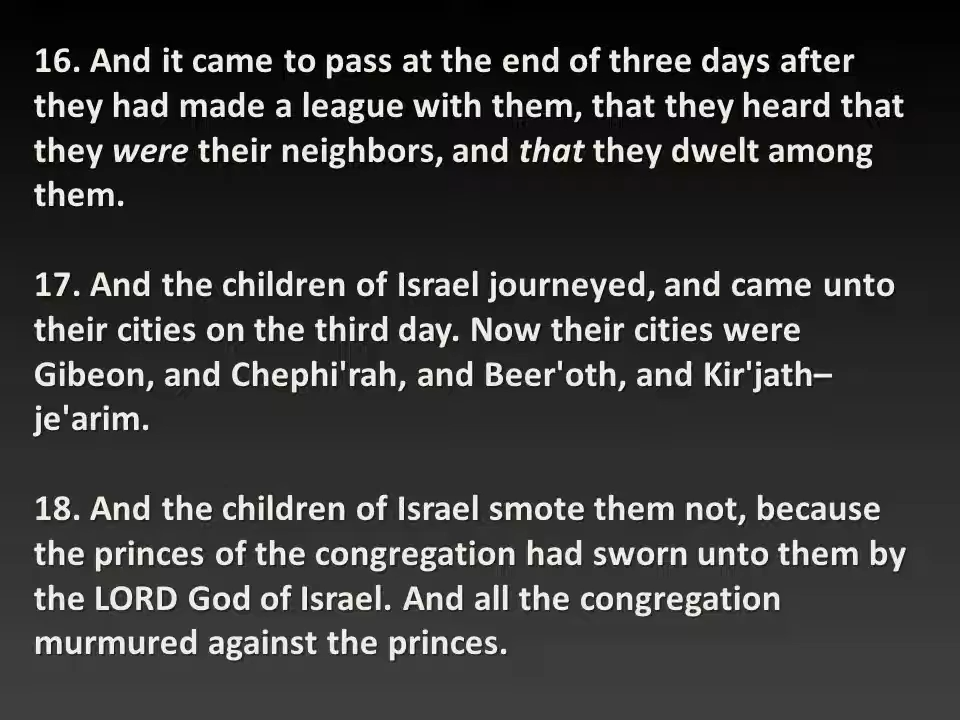 16. And it came to pass at the end of three days after
they had made a league with them, that they heard that
they were their neighbors, and that they dwelt among
them.
17. And the children of Israel journeyed, and came unto
their cities on the third day. Now their cities were
Gibeon, and Chephi'rah, and Beer'oth, and Kir'jath–
je'arim.
18. And the children of Israel smote them not, because
the princes of the congregation had sworn unto them by
the LORD God of Israel. And all the congregation
murmured against the princes.